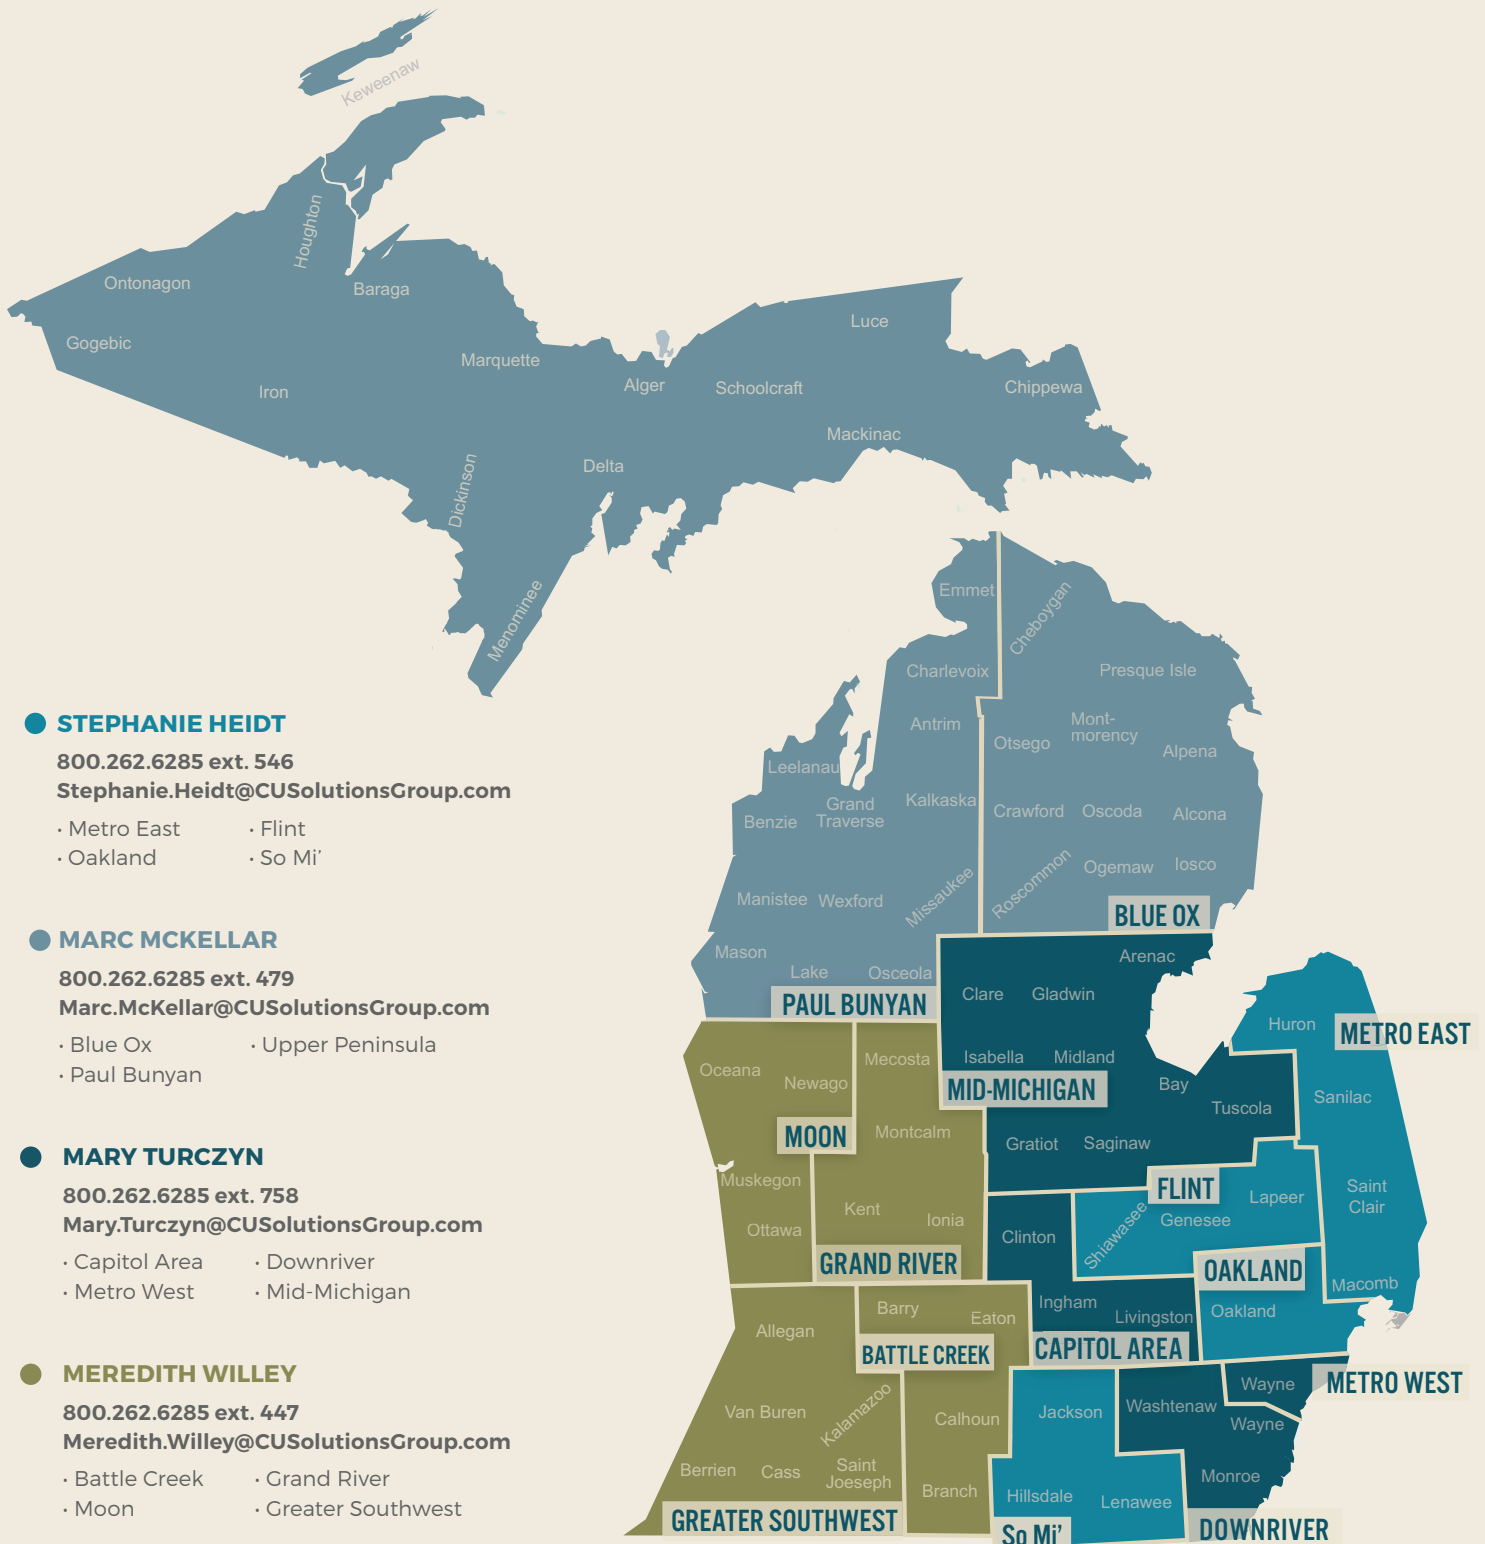 Keweenaw
Houghton
Ontonagon
Baraga
Gogebic
Luce
Marquette
Iron
Alger
Schoolcraft
Chippewa
Mackinac
Delta
Dickinson
Menominee
Emmet
Cheboygan
Charlevoix
Presque Isle
Antrim
Otsego
Mont-
morency
Alpena
Leelanau
Grand
Traverse
Kalkaska
Benzie
Crawford
Oscoda
Alcona
Manistee
Wexford
Missaukee
Roscommon
Ogemaw
Iosco
BLUE OX
Mason
Lake
Osceola
PAUL BUNYAN
Arenac
Clare
Gladwin
Huron
METRO EAST
Isabella
Midland
MID-MICHIGAN
Bay
Tuscola
Sanilac
Oceana
Newago
Mecosta
MOON
Montcalm
Gratiot
Saginaw
Muskegon
FLINT
Lapeer
Saint
Clair
Kent
Ionia
Ottawa
Clinton
Shiawasee
Genesee
GRAND RIVER
OAKLAND
Macomb
Barry
Eaton
Ingham
Livingston
Oakland
Allegan
BATTLE CREEK
CAPITOL AREA
METRO WEST
Wayne
Van Buren
Kalamazoo
Calhoun
Jackson
Washtenaw
Wayne
Berrien
Cass
Saint
Joeseph
Branch
Hillsdale
Lenawee
Monroe
GREATER SOUTHWEST
So Mi’
DOWNRIVER
STEPHANIE HEIDT
800.262.6285 ext. 546
Stephanie.Heidt@CUSolutionsGroup.com
• Metro East • Flint
• Oakland • So Mi’
MARC MCKELLAR
800.262.6285 ext. 479
Marc.McKellar@CUSolutionsGroup.com
• Blue Ox • Upper Peninsula
• Paul Bunyan
MARY TURCZYN
800.262.6285 ext. 758
Mary.Turczyn@CUSolutionsGroup.com
• Capitol Area • Downriver
• Metro West • Mid-Michigan
MEREDITH WILLEY
800.262.6285 ext. 447
Meredith.Willey@CUSolutionsGroup.com
• Battle Creek • Grand River
• Moon • Greater Southwest